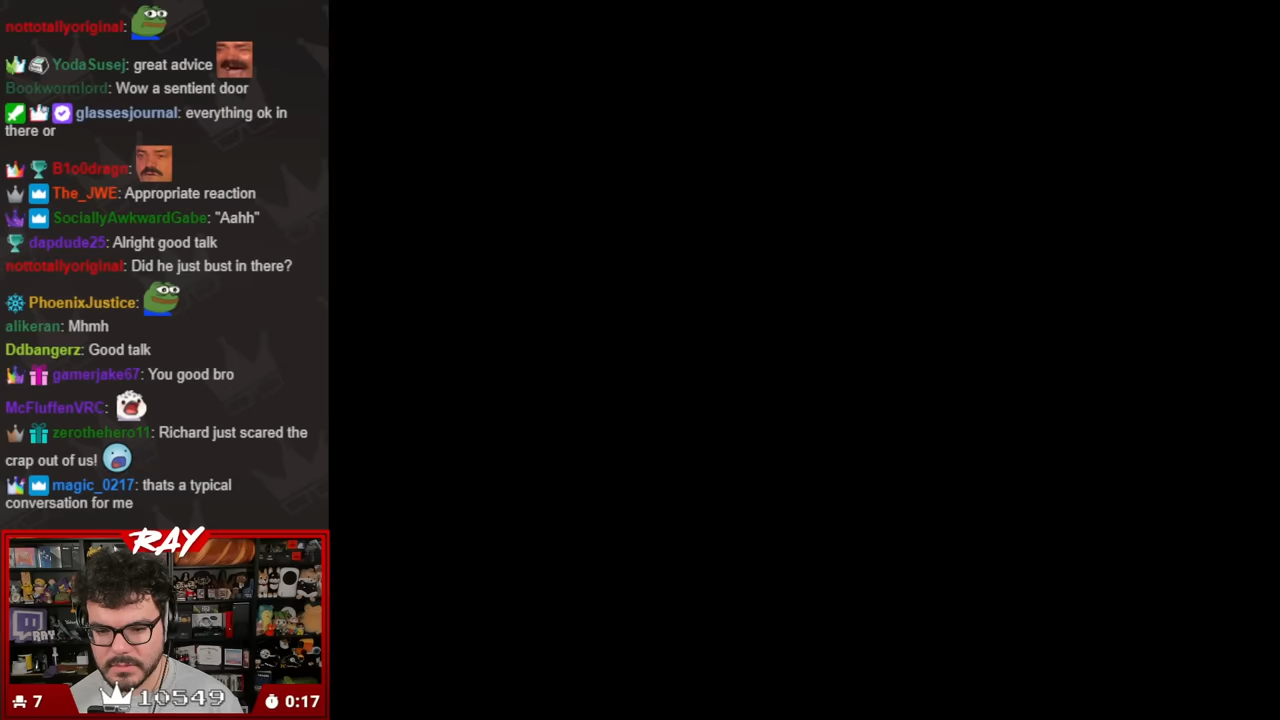 nottotallyoriginal:
YodaSusej: great advice
Bookwormlord: Wow a sentient door
glassesjournal: everything ok in
there or
B1o0dragn:
The_JWE: Appropriate reaction
SociallyAwkwardGabe: "Aahh"
dapdude25: Alright good talk
nottotallyoriginal: Did he just bust in there?
PhoenixJustice:
alikeran: Mhmh
Ddbangerz: Good talk
gamerjake67: You good bro
McFluffenVRC:
zerothehero11: Richard just scared the
crap out of us!
magic_0217: thats a typical
conversation for me
RAY
RAY
7
10549
0:17